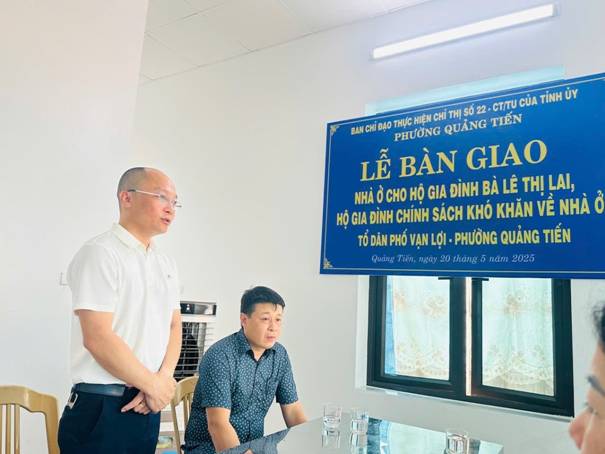 BAN CHỈ ĐẠO THỰC HIỆN CHỈ THỊ SỐ 22 - CT/TU CỦA TỈNH ỦY
PHƯỜNG QUẢNG TIẾN
LỄ BÀN GIAO
NHÀ Ở CHO HỘ GIA ĐÌNH BÀ LÊ THỊ LAI,
HỘ GIA ĐÌNH CHÍNH SÁCH KHÓ KHĂN VỀ NHÀ Ở
TỔ DÂN PHỐ VẠN LỢI - PHƯỜNG QUẢNG TIẾN
Quảng Tiến, ngày 20 tháng 5 năm 2025